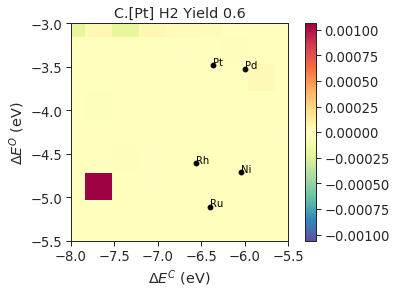 C.[Pt] H2 Yield 0.6
−3.0
−3.5
−4.0
−4.5
−5.0
−5.5
ΔE^O (eV)
Pt
Pd
Rh
Ni
Ru
−8.0 −7.5 −7.0 −6.5 −6.0 −5.5
ΔE^C (eV)
0.00100
0.00075
0.00050
0.00025
0.00000
−0.00025
−0.00050
−0.00075
−0.00100